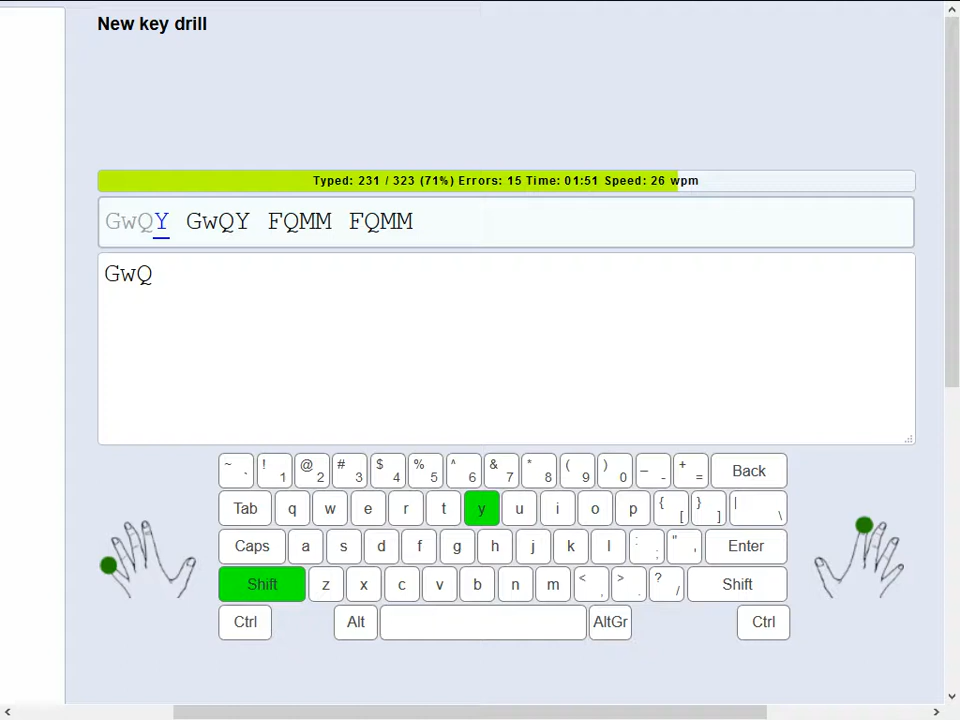 New key drill
Typed: 231 / 323 (71%) Errors: 15 Time: 01:51 Speed: 26 wpm
GwQY GwQY FQMM FQMM
GwQ
~ ` ! 1 @ 2 # 3 $ 4 % 5 ^ 6 & 7 * 8 ( 9 ) 0 _ - + = Back
Tab q w e r t y u i o p { [ } ] | \
Caps a s d f g h j k l : ; " ' Enter
Shift z x c v b n m < , > . ? / Shift
Ctrl Alt AltGr Ctrl